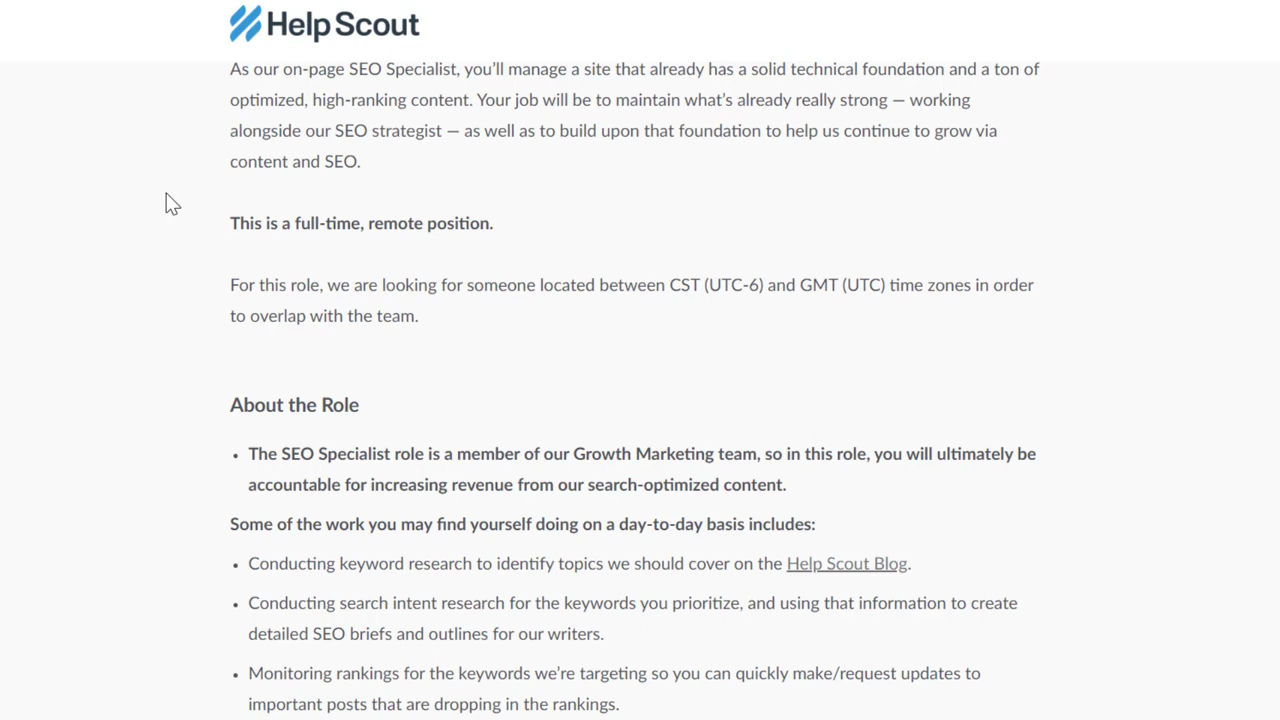 Help Scout
As our on-page SEO Specialist, you’ll manage a site that already has a solid technical foundation and a ton of
optimized, high-ranking content. Your job will be to maintain what’s already really strong — working
alongside our SEO strategist — as well as to build upon that foundation to help us continue to grow via
content and SEO.
This is a full-time, remote position.
For this role, we are looking for someone located between CST (UTC-6) and GMT (UTC) time zones in order
to overlap with the team.
About the Role
• The SEO Specialist role is a member of our Growth Marketing team, so in this role, you will ultimately be
accountable for increasing revenue from our search-optimized content.
Some of the work you may find yourself doing on a day-to-day basis includes:
• Conducting keyword research to identify topics we should cover on the Help Scout Blog.
• Conducting search intent research for the keywords you prioritize, and using that information to create
detailed SEO briefs and outlines for our writers.
• Monitoring rankings for the keywords we’re targeting so you can quickly make/request updates to
important posts that are dropping in the rankings.